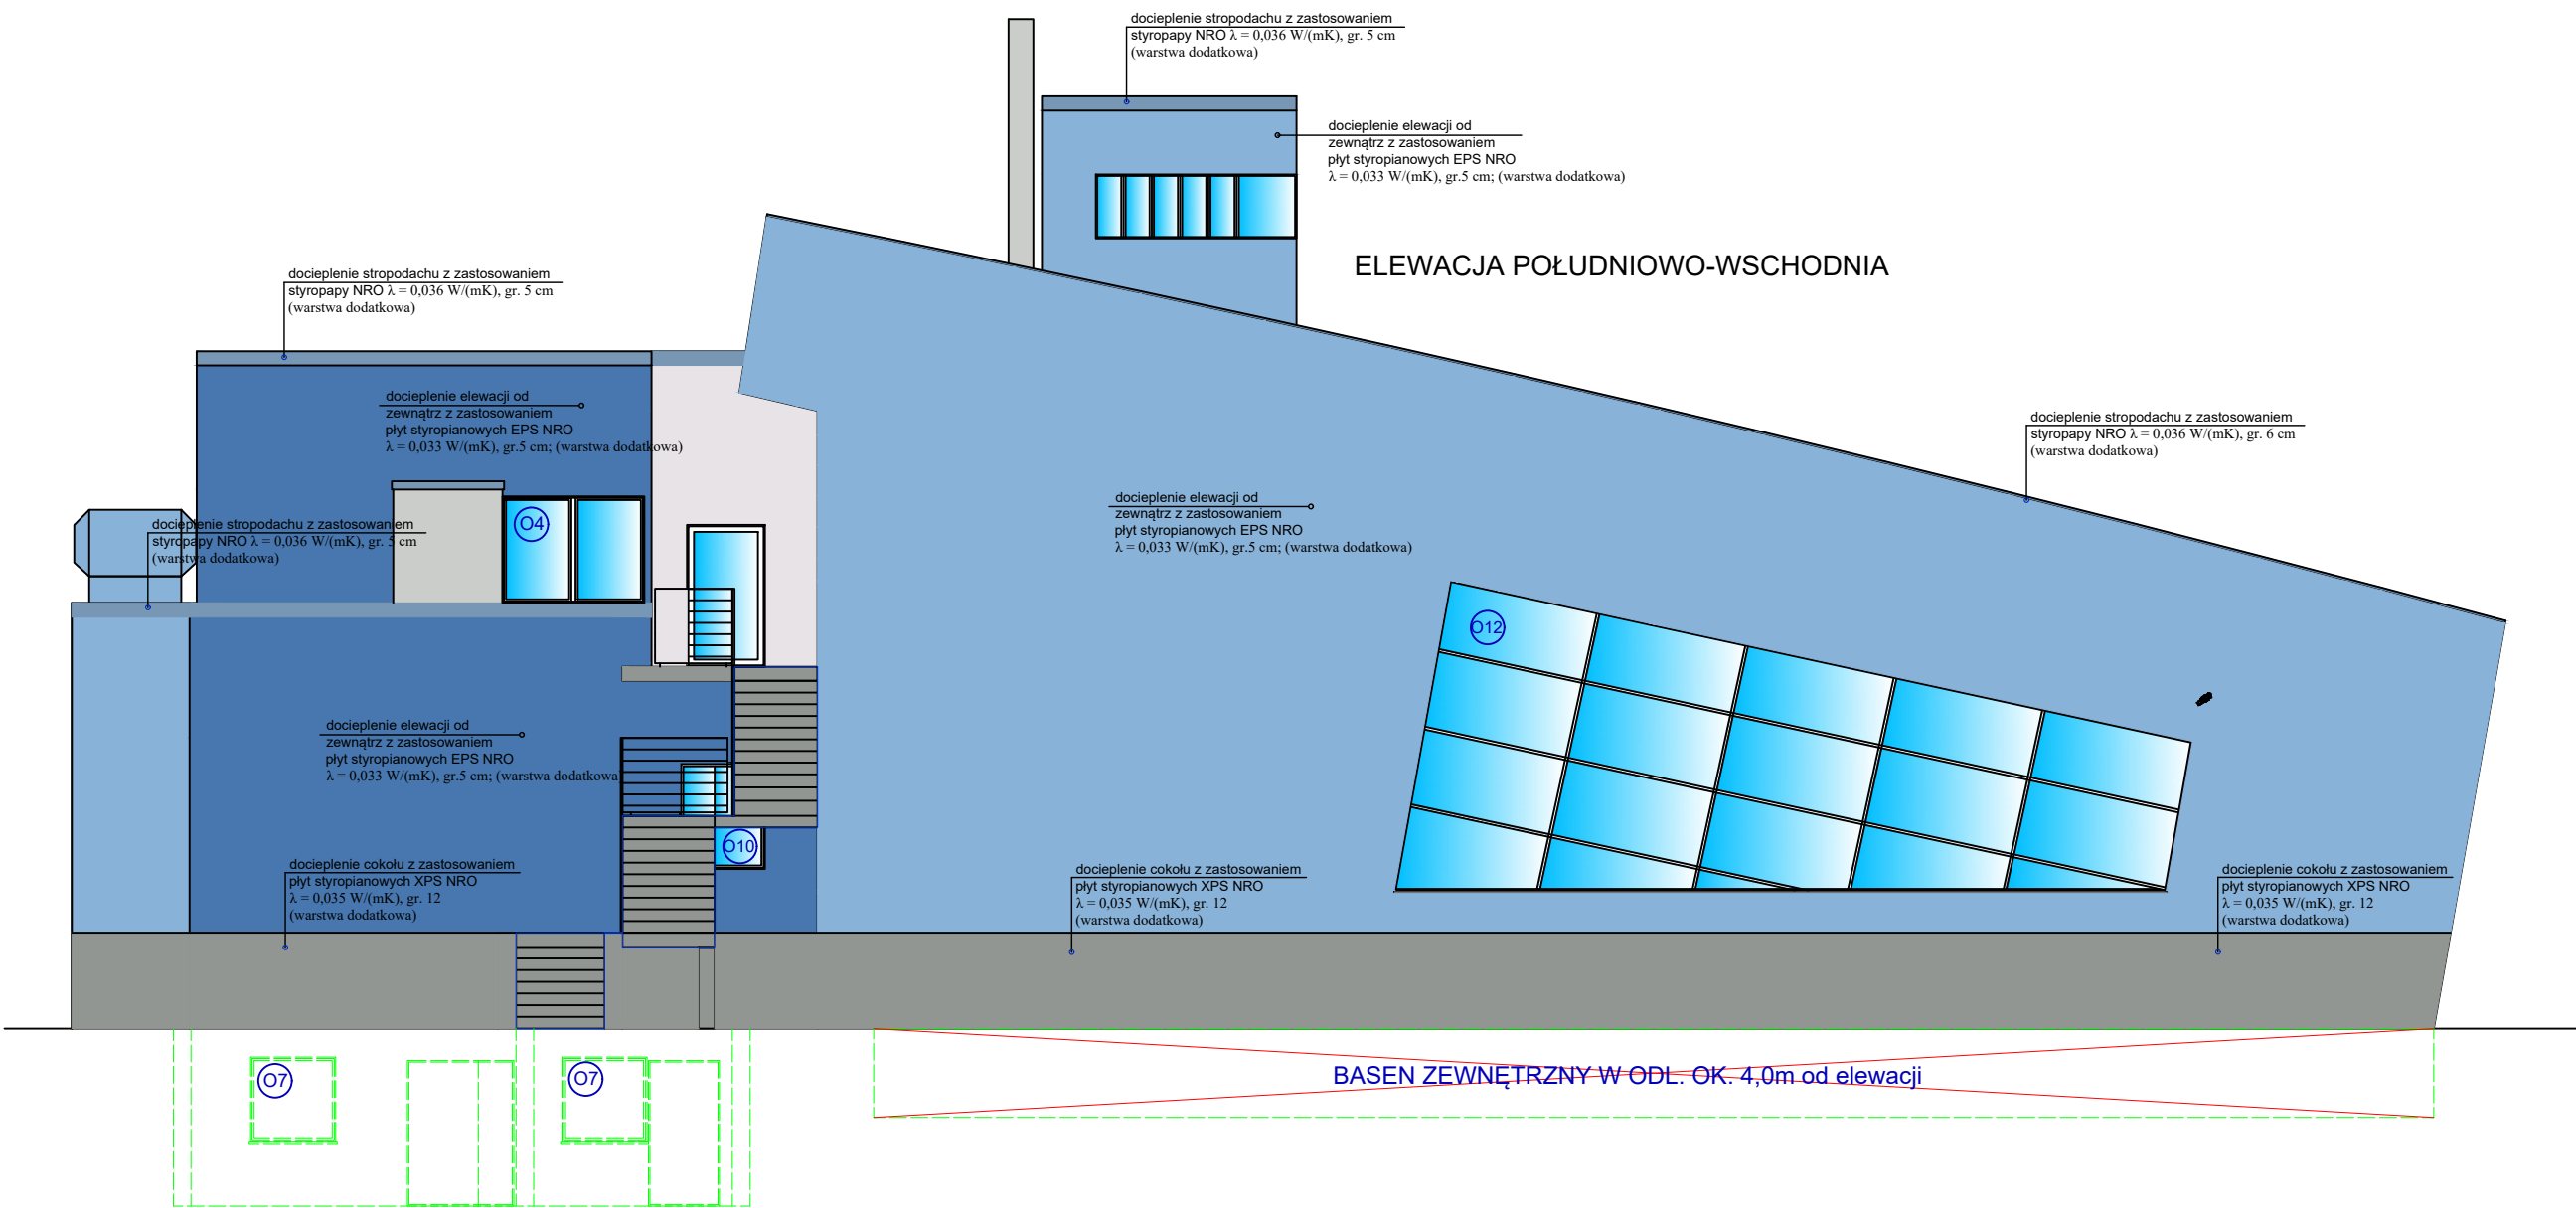 docieplenie stropodachu z zastosowaniem
styropapy NRO λ = 0,036 W/(mK), gr. 5 cm
(warstwa dodatkowa)
docieplenie elewacji od
zewnątrz z zastosowaniem
płyt styropianowych EPS NRO
λ = 0,033 W/(mK), gr.5 cm; (warstwa dodatkowa)
ELEWACJA POŁUDNIOWO-WSCHODNIA
docieplenie stropodachu z zastosowaniem
styropapy NRO λ = 0,036 W/(mK), gr. 5 cm
(warstwa dodatkowa)
docieplenie elewacji od
zewnątrz z zastosowaniem
płyt styropianowych EPS NRO
λ = 0,033 W/(mK), gr.5 cm; (warstwa dodatkowa)
docieplenie stropodachu z zastosowaniem
styropapy NRO λ = 0,036 W/(mK), gr. 6 cm
(warstwa dodatkowa)
docieplenie stropodachu z zastosowaniem
styropapy NRO λ = 0,036 W/(mK), gr. 5 cm
(warstwa dodatkowa)
O4
docieplenie elewacji od
zewnątrz z zastosowaniem
płyt styropianowych EPS NRO
λ = 0,033 W/(mK), gr.5 cm; (warstwa dodatkowa)
O12
docieplenie elewacji od
zewnątrz z zastosowaniem
płyt styropianowych EPS NRO
λ = 0,033 W/(mK), gr.5 cm; (warstwa dodatkowa
O10
docieplenie cokołu z zastosowaniem
płyt styropianowych XPS NRO
λ = 0,035 W/(mK), gr. 12
(warstwa dodatkowa)
docieplenie cokołu z zastosowaniem
płyt styropianowych XPS NRO
λ = 0,035 W/(mK), gr. 12
(warstwa dodatkowa)
docieplenie cokołu z zastosowaniem
płyt styropianowych XPS NRO
λ = 0,035 W/(mK), gr. 12
(warstwa dodatkowa)
O7
O7
BASEN ZEWNĘTRZNY W ODL. OK. 4,0m od elewacji